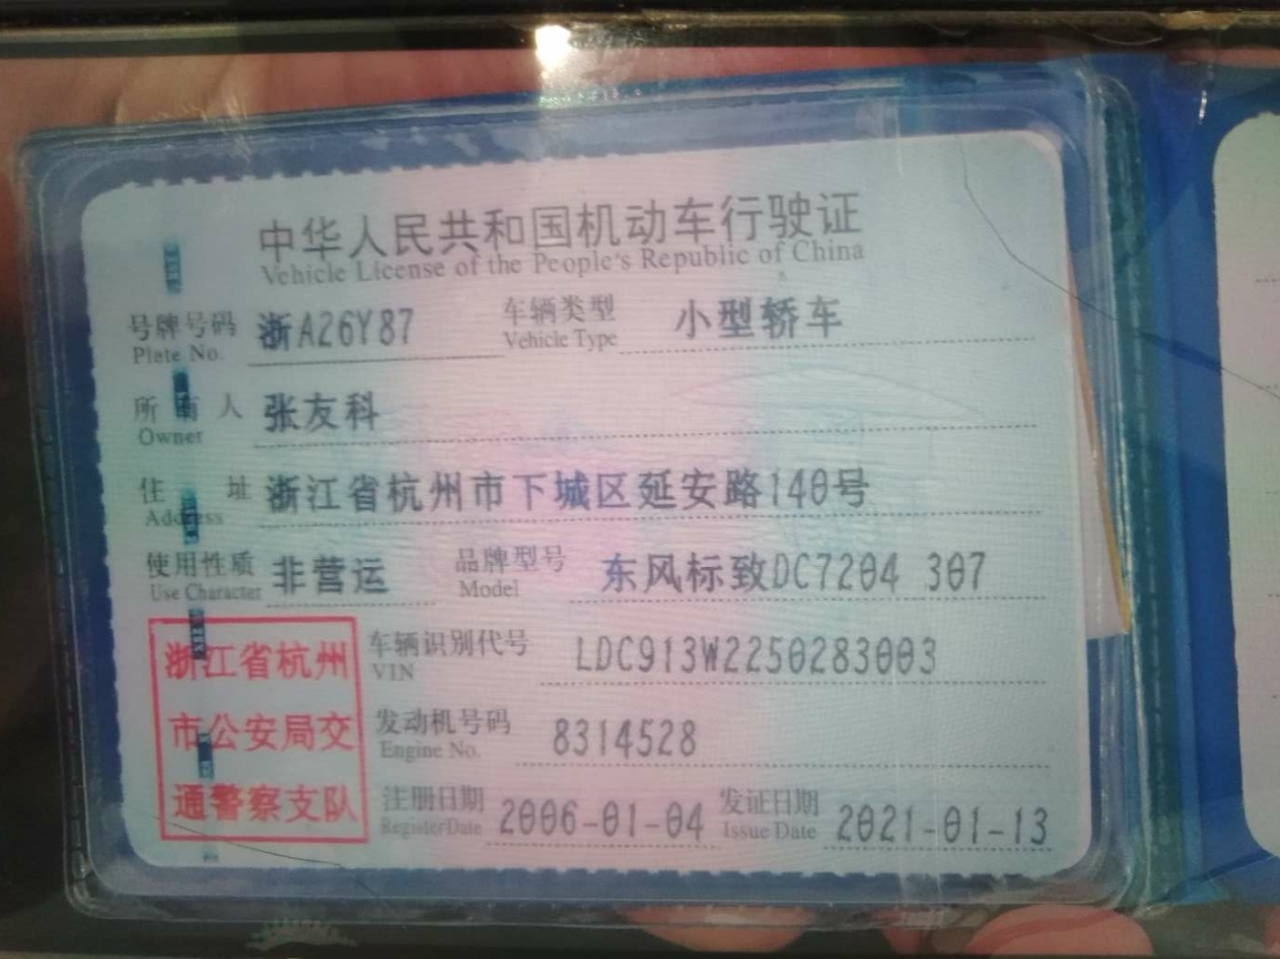 中华人民共和国机动车行驶证
Vehicle License of the People's Republic of China
号牌号码 浙A26Y87 车辆类型 小型轿车
Plate No. Vehicle Type
所有人 张友科
Owner
住址 浙江省杭州市下城区延安路140号
Address
使用性质 非营运 品牌型号 东风标致DC7204 307
Use Character Model
浙江省杭州
市公安局交
通警察支队
车辆识别代号 LDC913W2250283003
VIN
发动机号码 8314528
Engine No.
注册日期 2006-01-04 发证日期 2021-01-13
Register Date Issue Date